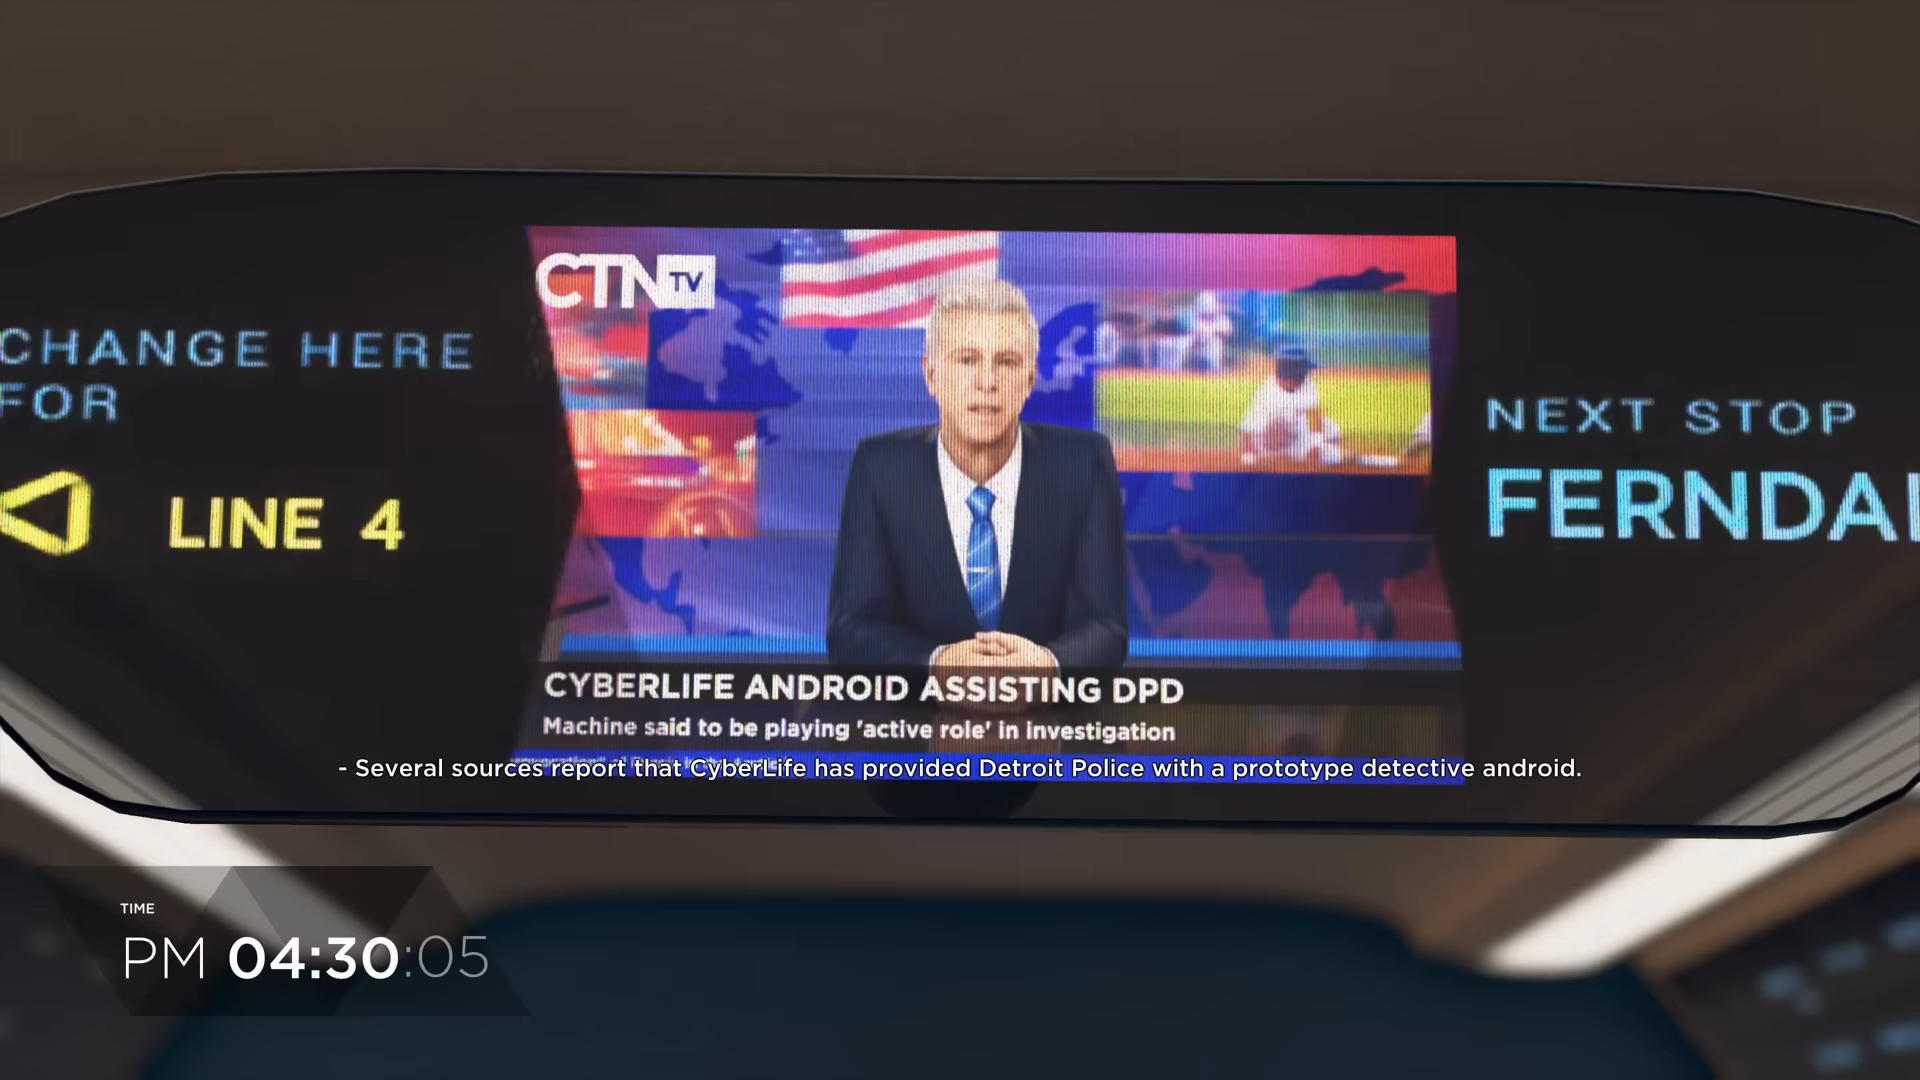 CTN TV
CHANGE HERE
FOR
LINE 4
NEXT STOP
CYBERLIFE ANDROID ASSISTING DPD
Machine said to be playing 'active role' in investigation
- Several sources report that CyberLife has provided Detroit Police with a prototype detective android.
TIME
PM 04:30:05